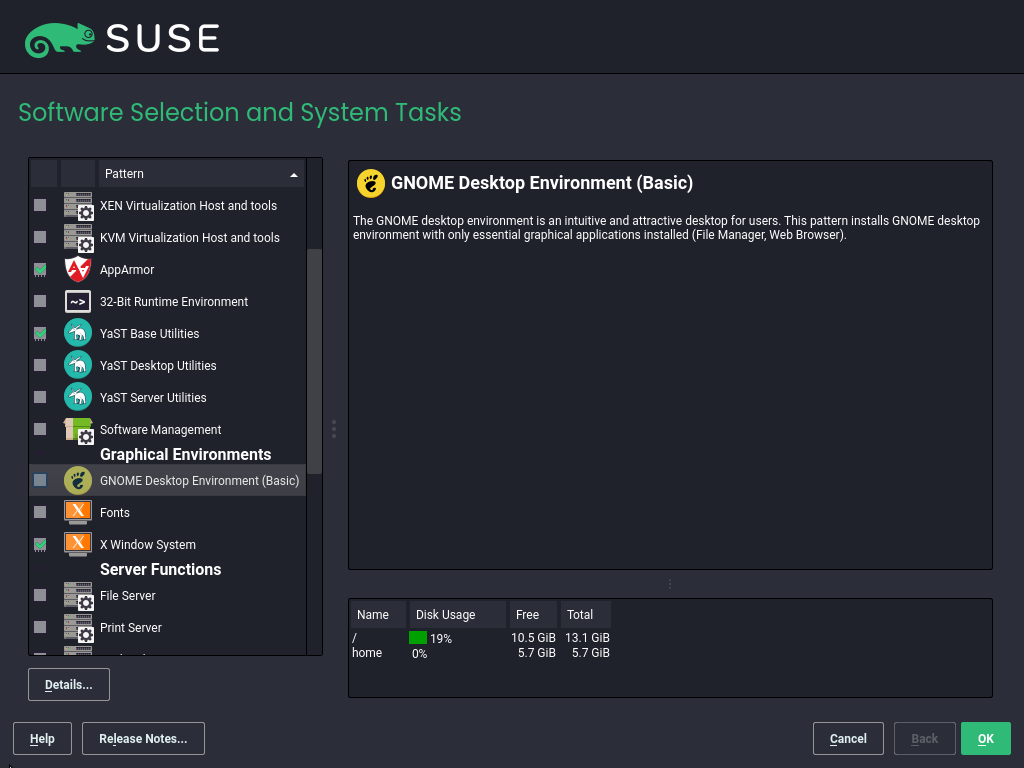 SUSE
Software Selection and System Tasks
Pattern
XEN Virtualization Host and tools
KVM Virtualization Host and tools
AppArmor
~> 32-Bit Runtime Environment
YaST Base Utilities
YaST Desktop Utilities
YaST Server Utilities
Software Management
Graphical Environments
GNOME Desktop Environment (Basic)
X Fonts
X X Window System
Server Functions
File Server
Print Server
Details...
GNOME Desktop Environment (Basic)
The GNOME desktop environment is an intuitive and attractive desktop for users. This pattern installs GNOME desktop
environment with only essential graphical applications installed (File Manager, Web Browser).
Name Disk Usage Free Total
/ 19% 10.5 GiB 13.1 GiB
home 0% 5.7 GiB 5.7 GiB
Help Release Notes... Cancel Back OK